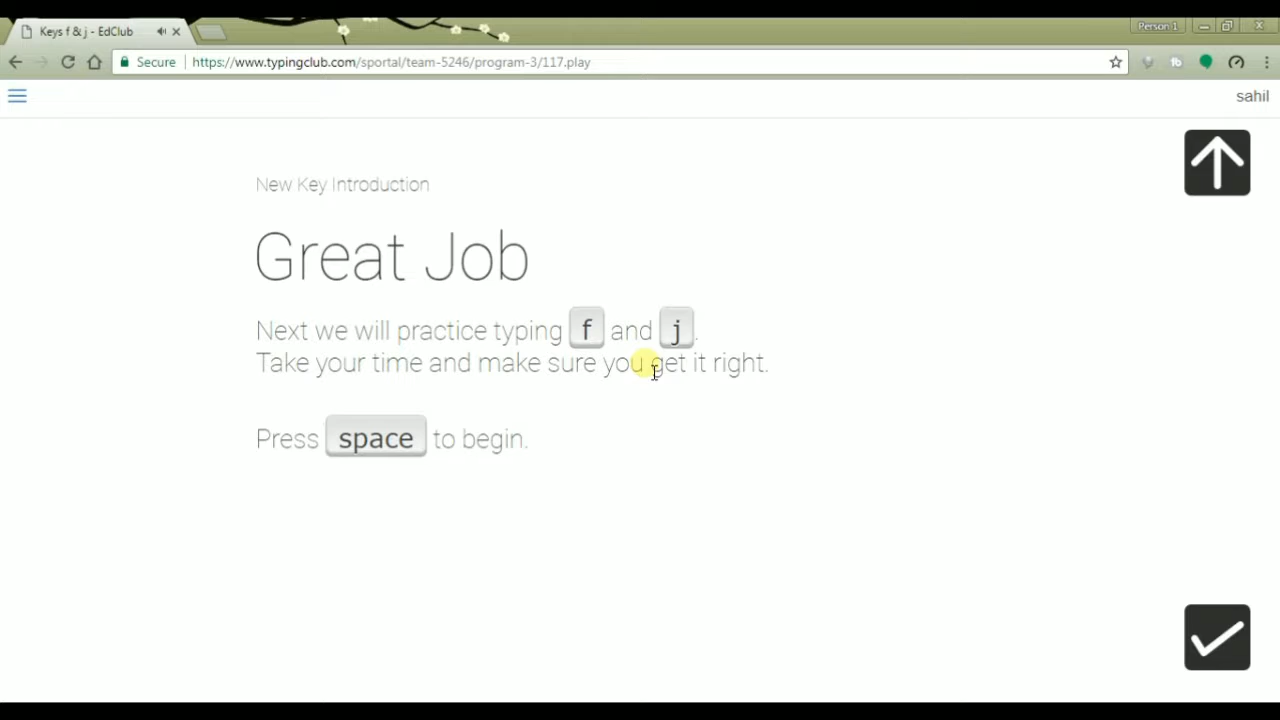 Keys f & j - EdClub
Person 1
Secure
https://www.typingclub.com/sportal/team-5246/program-3/117.play
sahil
New Key Introduction
Great Job
Next we will practice typing f and j.
Take your time and make sure you get it right.
Press space to begin.